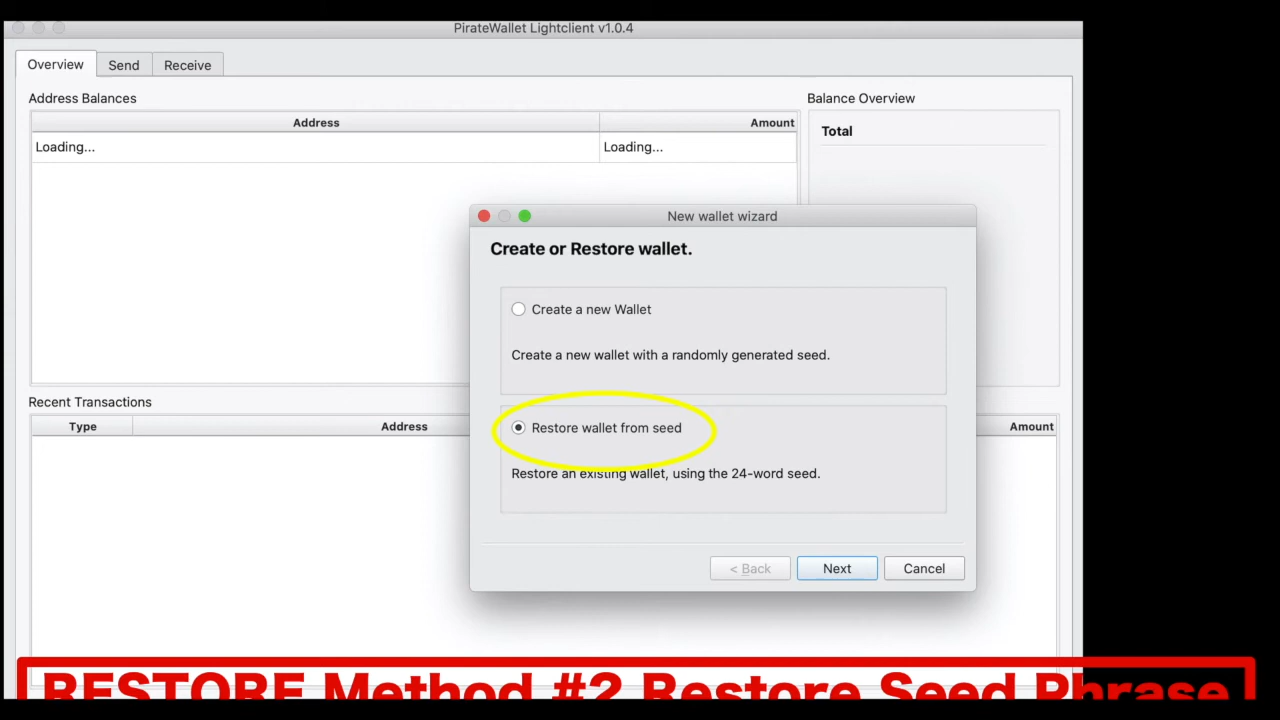 PirateWallet Lightclient v1.0.4
Overview Send Receive
Address Balances
Balance Overview
Address Amount
Total
Loading... Loading...
New wallet wizard
Create or Restore wallet.
Create a new Wallet
Create a new wallet with a randomly generated seed.
Recent Transactions
Type Address Amount
Restore wallet from seed
Restore an existing wallet, using the 24-word seed.
< Back Next Cancel
RESTORE Method #2 Restore Seed Phrase